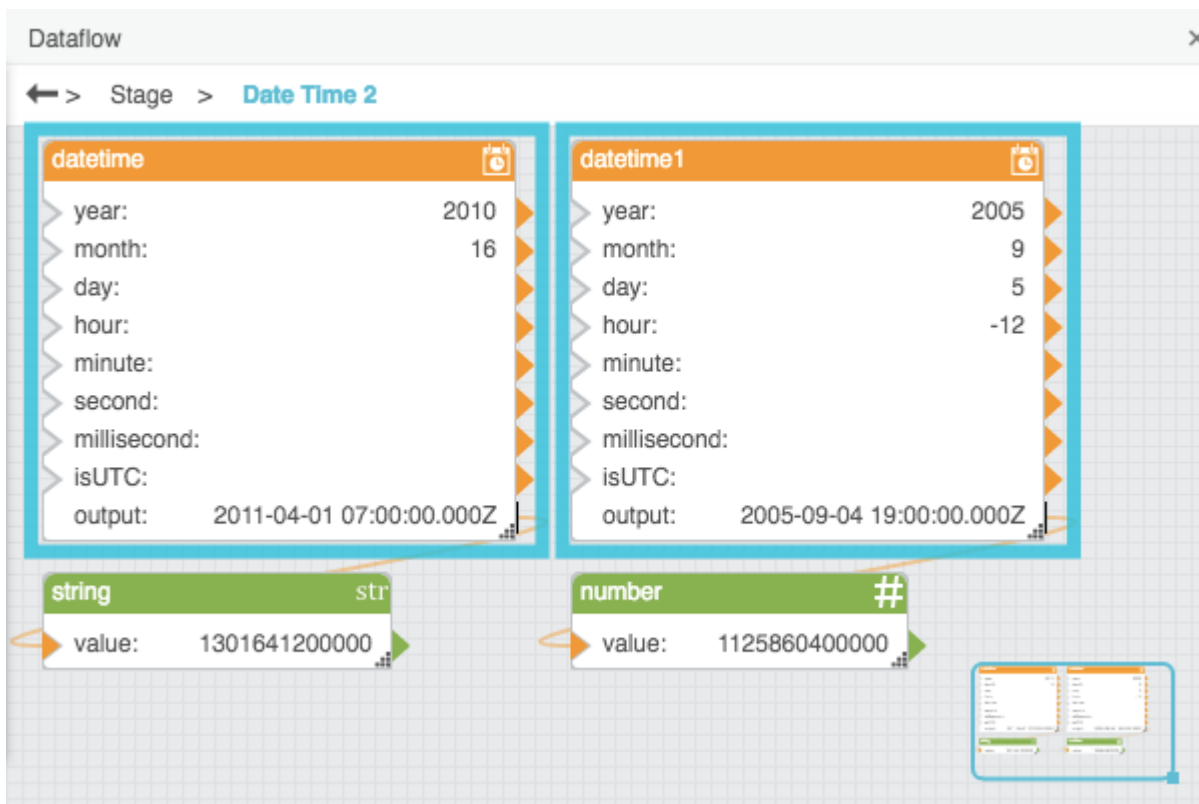 Dataflow
> Stage > Date Time 2
datetime
year: 2010
month: 16
day:
hour:
minute:
second:
millisecond:
isUTC:
output: 2011-04-01 07:00:00.000Z
datetime1
year: 2005
month: 9
day: 5
hour: -12
minute:
second:
millisecond:
isUTC:
output: 2005-09-04 19:00:00.000Z
string str
value: 1301641200000
number #
value: 1125860400000